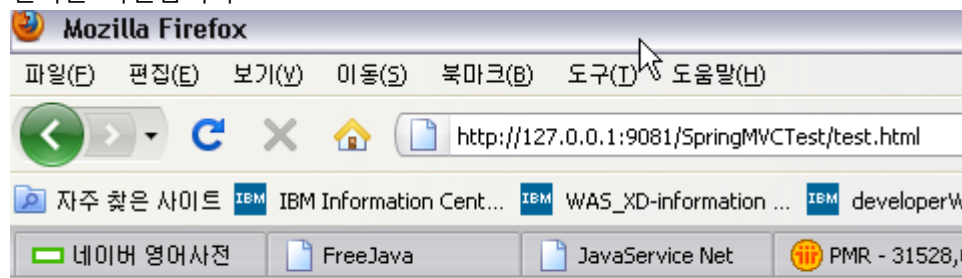 Mozilla Firefox
파일(F) 편집(E) 보기(V) 이동(S) 북마크(B) 도구(T) 도움말(H)
http://127.0.0.1:9081/SpringMVCTest/test.html
자주 찾은 사이트 IBM IBM Information Cent... IBM WAS_XD-information ... IBM developerW
네이버 영어사전 FreeJava JavaService Net PMR - 31528,